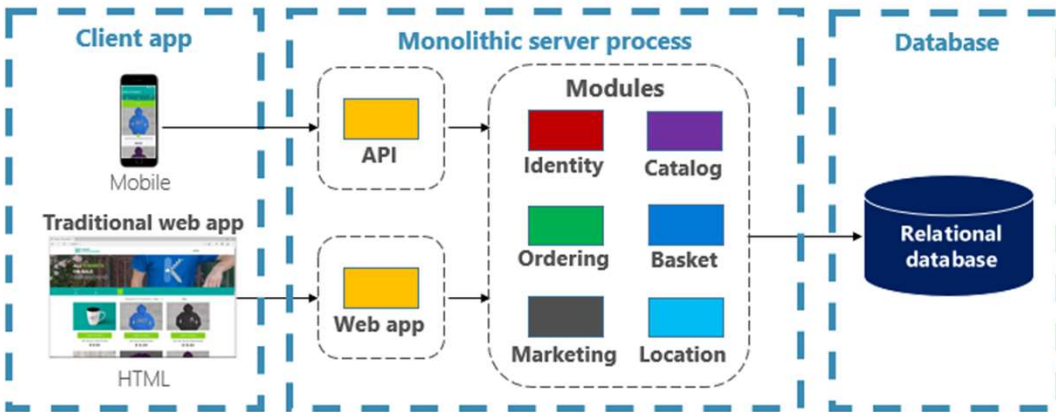 Client app
Monolithic server process
Database
Modules
API
Mobile
Identity
Catalog
Traditional web app
Ordering
Basket
Relational
database
Web app
Marketing
Location
HTML